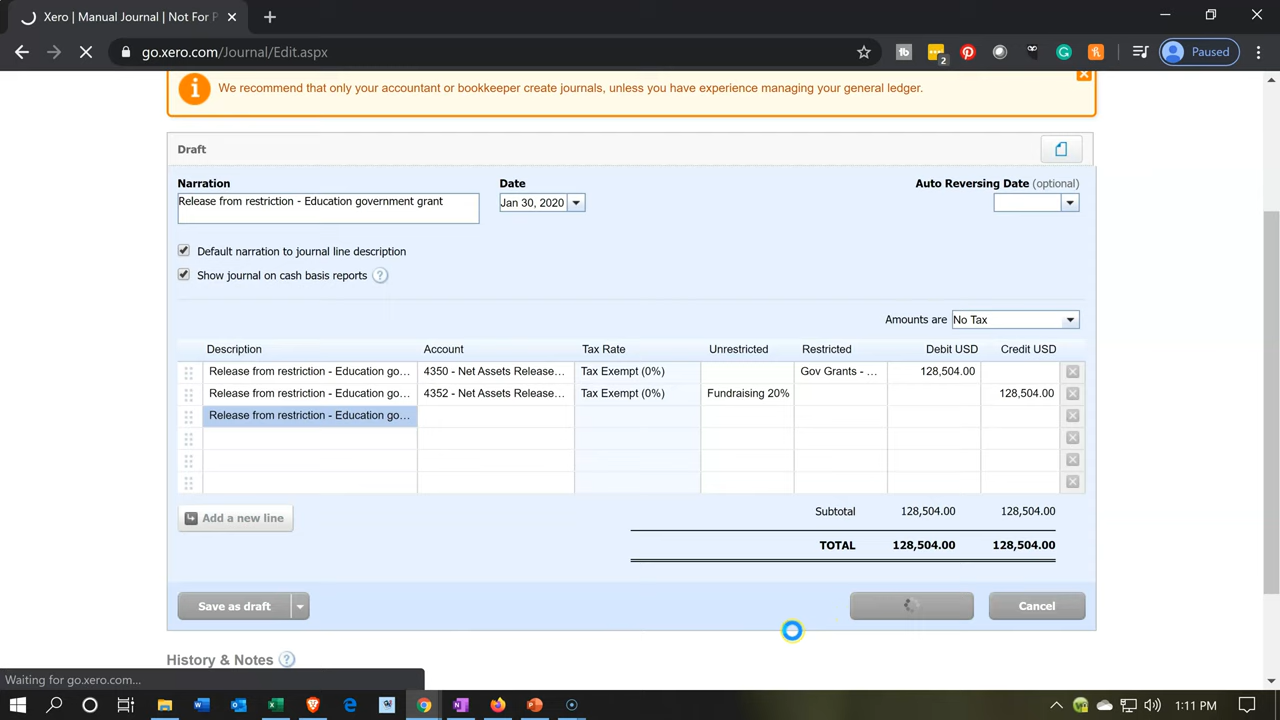 Xero | Manual Journal | Not For P
go.xero.com/Journal/Edit.aspx
2
Paused
We recommend that only your accountant or bookkeeper create journals, unless you have experience managing your general ledger.
Draft
Narration Date Auto Reversing Date (optional)
Release from restriction - Education government grant Jan 30, 2020
Default narration to journal line description
Show journal on cash basis reports ?
Amounts are No Tax
Description Account Tax Rate Unrestricted Restricted Debit USD Credit USD
Release from restriction - Education go... 4350 - Net Assets Release... Tax Exempt (0%) Gov Grants - ... 128,504.00
Release from restriction - Education go... 4352 - Net Assets Release... Tax Exempt (0%) Fundraising 20% 128,504.00
Release from restriction - Education go...
Add a new line
Subtotal 128,504.00 128,504.00
TOTAL 128,504.00 128,504.00
Save as draft Cancel
History & Notes ?
Waiting for go.xero.com...
1:11 PM